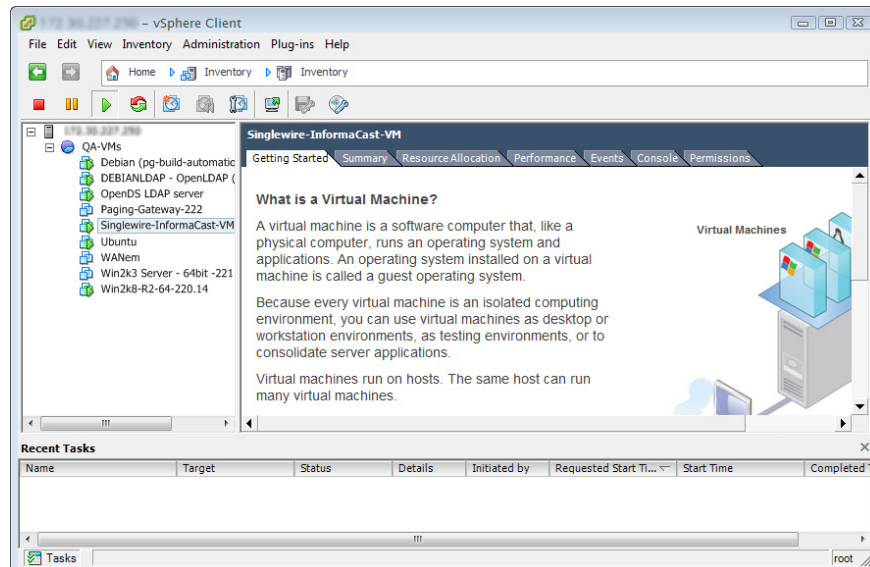 – vSphere Client
File Edit View Inventory Administration Plug-ins Help
Home Inventory Inventory
QA-VMs
Debian (pg-build-automatic
DEBIANLDAP - OpenLDAP (
OpenDS LDAP server
Paging-Gateway-222
Singlewire-InformaCast-VM
Ubuntu
WANem
Win2k3 Server - 64bit -221
Win2k8-R2-64-220.14
Singlewire-InformaCast-VM
Getting Started Summary Resource Allocation Performance Events Console Permissions
What is a Virtual Machine?
A virtual machine is a software computer that, like a
physical computer, runs an operating system and
applications. An operating system installed on a virtual
machine is called a guest operating system.
Because every virtual machine is an isolated computing
environment, you can use virtual machines as desktop or
workstation environments, as testing environments, or to
consolidate server applications.
Virtual machines run on hosts. The same host can run
many virtual machines.
Virtual Machines
Recent Tasks
Name Target Status Details Initiated by Requested Start Ti... Start Time Completed
Tasks
root